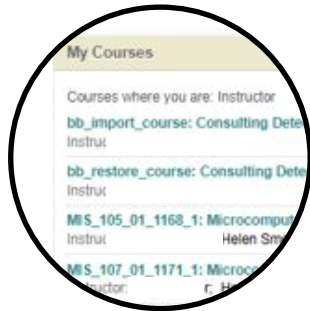 My Courses
Courses where you are: Instructor
bb_import_course: Consulting Dete
Instruc
bb_restore_course: Consulting Dete
Instruc
MIS_105_01_1168_1: Microcomput
Instruc Helen Sm
MIS_107_01_1171_1: Microco
r;